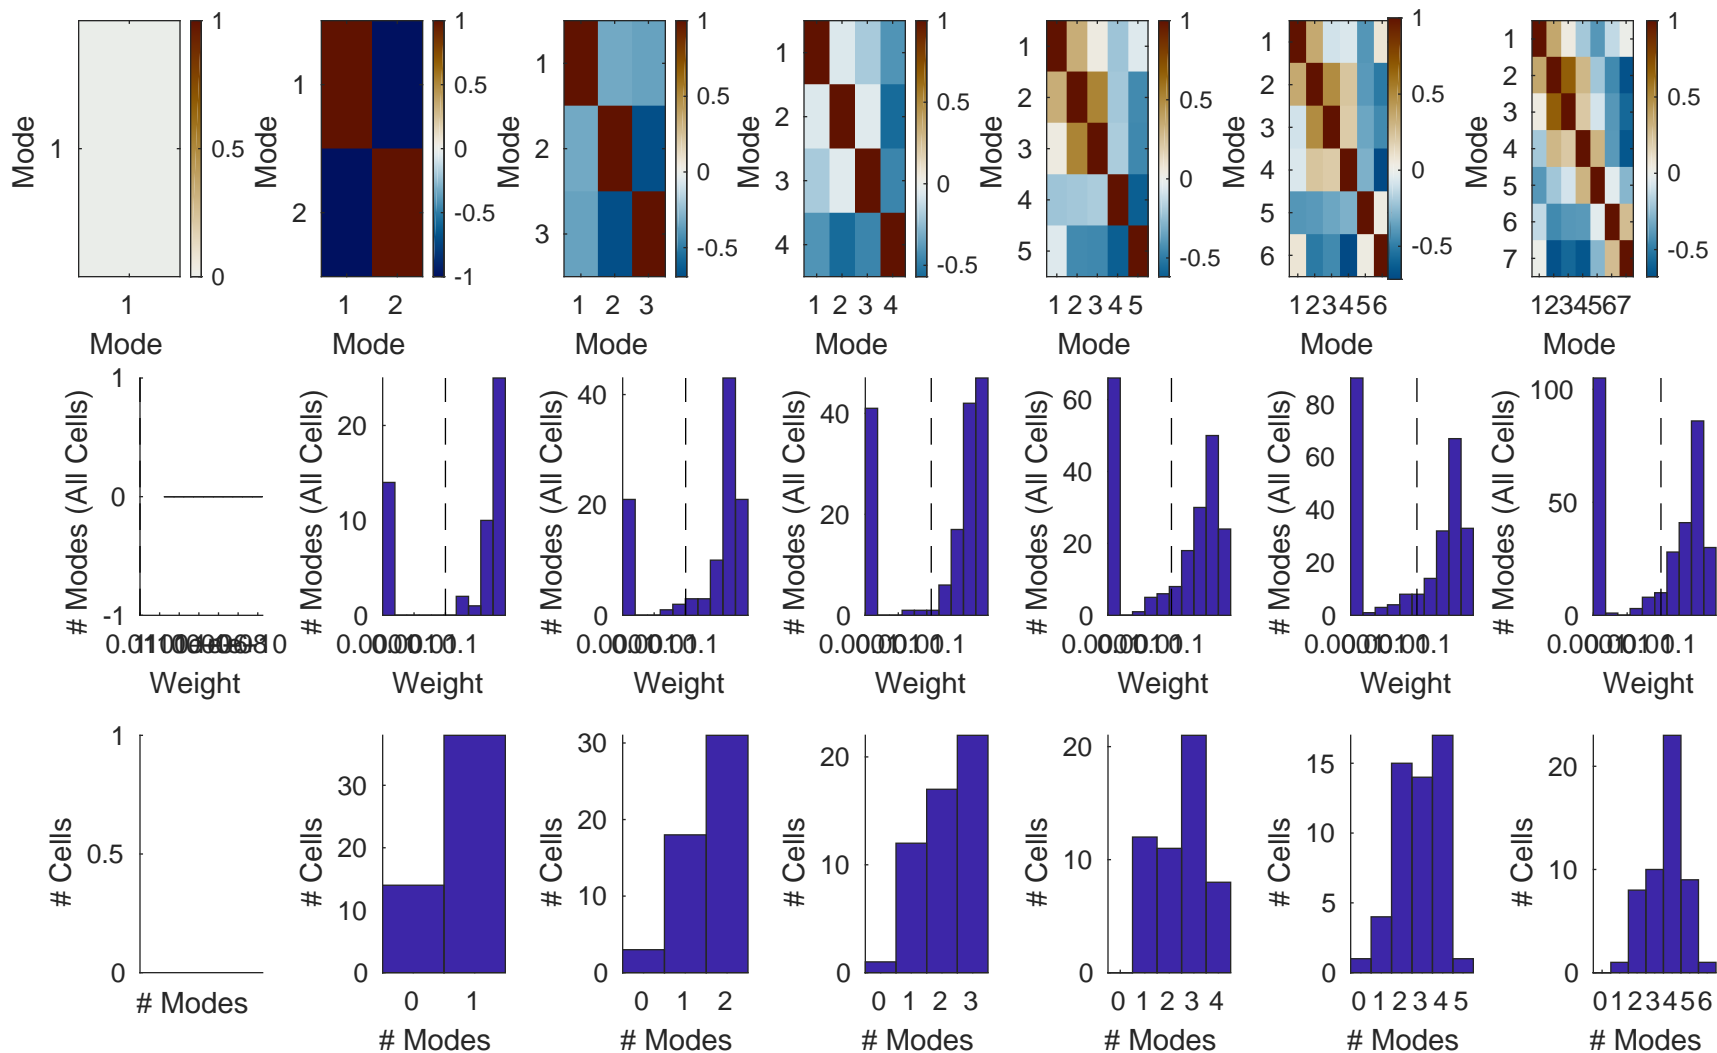 1
0.5
0
Mode
1
1
Mode
1
0.5
0
-0.5
-1
Mode
1
2
1 2
Mode
1
0.5
0
-0.5
Mode
1
2
3
1 2 3
Mode
1
0.5
0
-0.5
Mode
1
2
3
4
1 2 3 4
Mode
1
0.5
0
-0.5
Mode
1
2
3
4
5
1 2 3 4 5
Mode
1
0.5
0
-0.5
Mode
1
2
3
4
5
6
1 2 3 4 5 6
Mode
1
0.5
0
-0.5
Mode
1
2
3
4
5
6
7
1 2 3 4 5 6 7
Mode
# Modes (All Cells)
1
0
-1
Weight
# Modes (All Cells)
20
10
0
Weight
# Modes (All Cells)
40
20
0
Weight
# Modes (All Cells)
40
20
0
Weight
# Modes (All Cells)
60
40
20
0
Weight
# Modes (All Cells)
80
60
40
20
0
Weight
# Modes (All Cells)
100
50
0
Weight
# Cells
1
0.5
0
# Modes
# Cells
30
20
10
0
0 1
# Modes
# Cells
30
20
10
0
0 1 2
# Modes
# Cells
20
10
0
0 1 2 3
# Modes
# Cells
20
10
0
0 1 2 3 4
# Modes
# Cells
15
10
5
0
0 1 2 3 4 5
# Modes
# Cells
20
10
0
0 1 2 3 4 5 6
# Modes